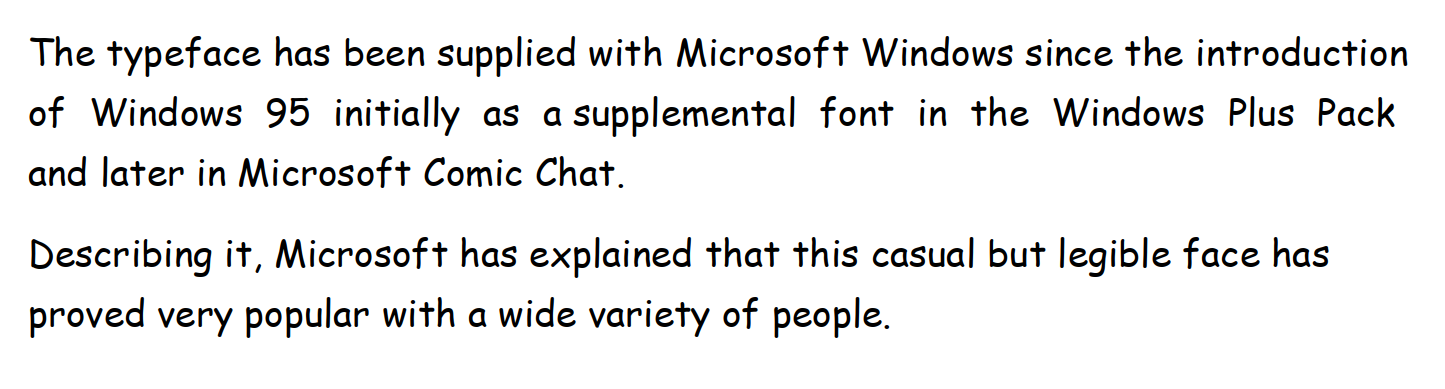 The typeface has been supplied with Microsoft Windows since the introduction
of Windows 95 initially as a supplemental font in the Windows Plus Pack
and later in Microsoft Comic Chat.
Describing it, Microsoft has explained that this casual but legible face has
proved very popular with a wide variety of people.